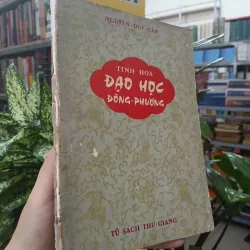 NGUYỄN DUY CẦN
TINH HOA
ĐẠO HỌC
ĐÔNG-PHƯƠNG
TỦ SÁCH THU-GIANG